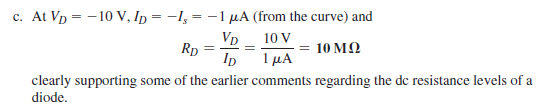 c. At V_D = −10 V, I_D = −I_s = −1 μA (from the curve) and
R_D = V_D / I_D = 10 V / 1 μA = 10 MΩ
clearly supporting some of the earlier comments regarding the dc resistance levels of a
diode.